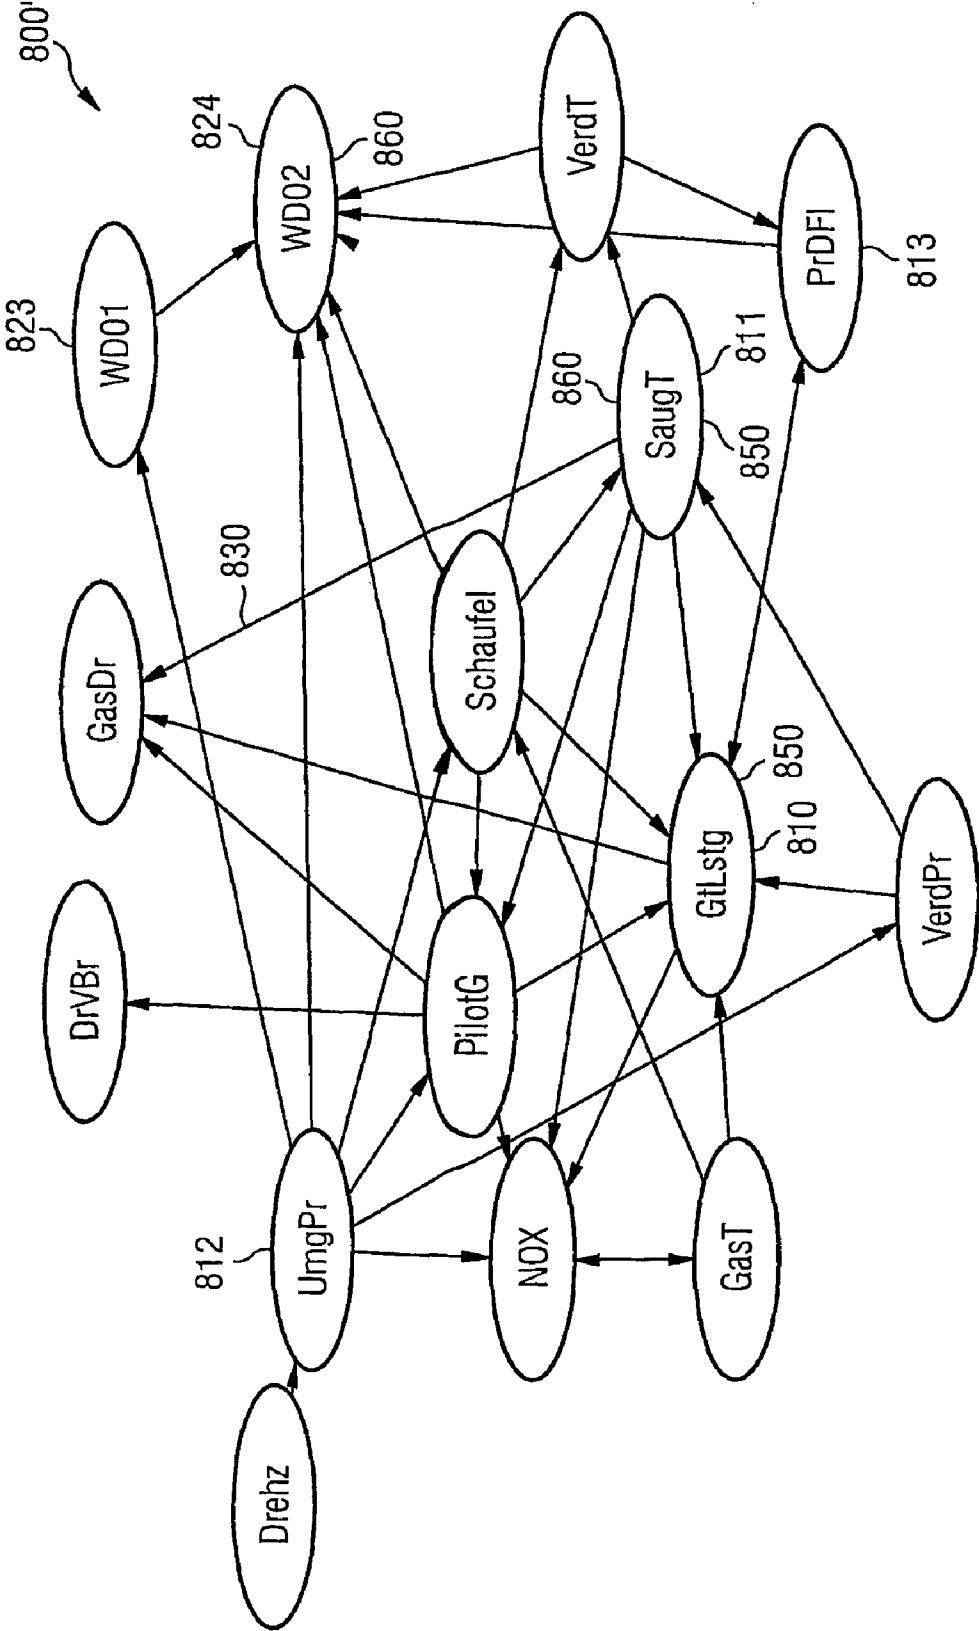 800'
823
WD01
824
WD02
860
VerdT
PrDFl
813
860
SaugT
811
850
830
GasDr
Schaufel
DrVBr
PilotG
GtLstg
850
810
VerdPr
812
UmgPr
NOX
GasT
Drehz